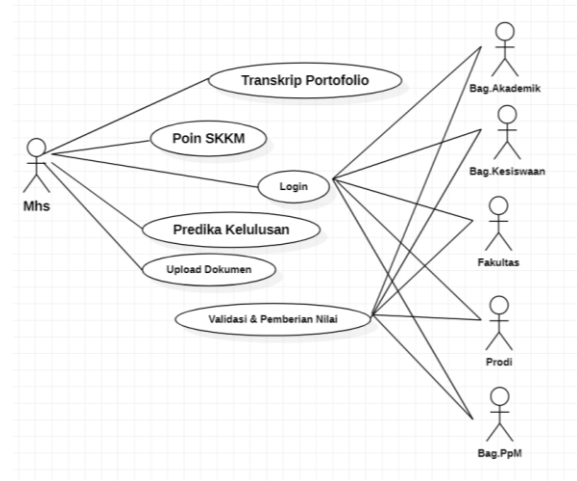 Transkrip Portofolio
Bag.Akademik
Poin SKKM
Bag.Kesiswaan
Login
Mhs
Predika Kelulusan
Fakultas
Upload Dokumen
Validasi & Pemberian Nilai
Prodi
Bag.PpM